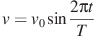 v = v₀ sin 2πt/T